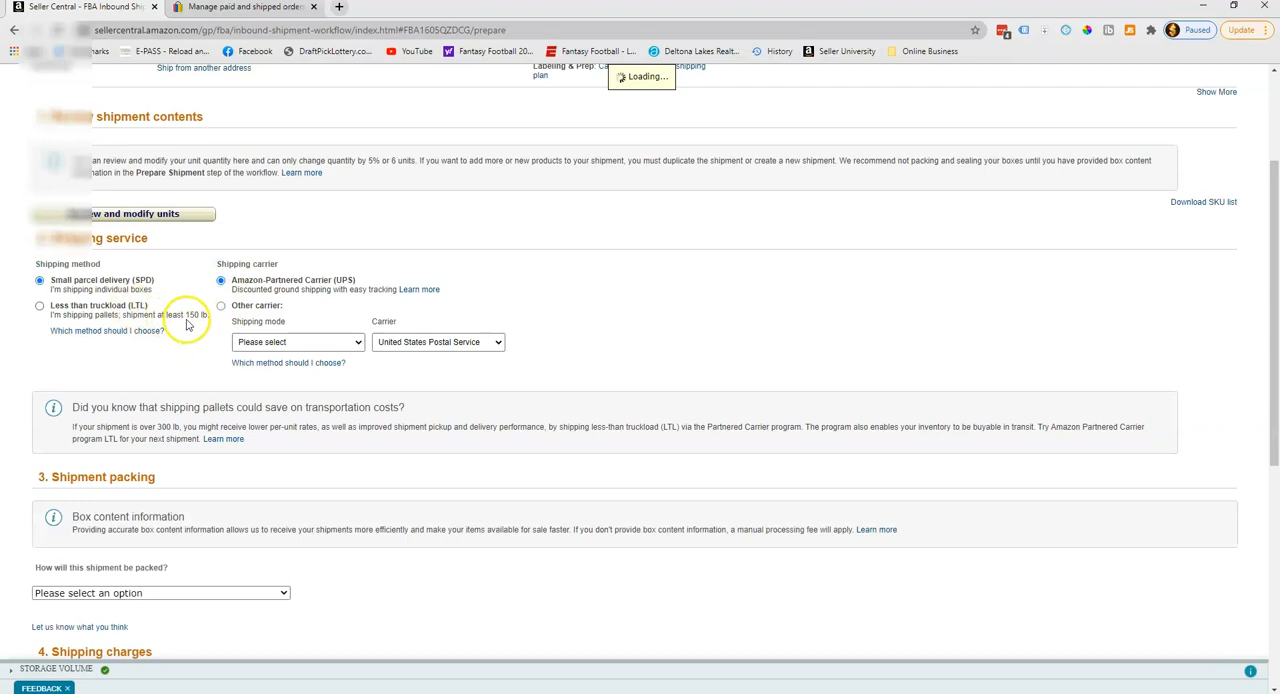 Seller Central - FBA Inbound Ship
Manage paid and shipped order
sellercentral.amazon.com/gp/fba/inbound-shipment-workflow/index.html#FBA1605QZDCG/prepare
Paused
Update
E-PASS - Reload an...
Facebook
DraftPickLottery.co...
YouTube
Fantasy Football 20...
Fantasy Football - L...
Deltona Lakes Realt...
History
Seller University
Online Business
Ship from another address
Labeling & Prep:
shipping
plan
Loading...
Show More
shipment contents
an review and modify your unit quantity here and can only change quantity by 5% or 6 units. If you want to add more or new products to your shipment, you must duplicate the shipment or create a new shipment. We recommend not packing and sealing your boxes until you have provided box content
in the Prepare Shipment step of the workflow. Learn more
Download SKU list
and modify units
service
Shipping method
Shipping carrier
Small parcel delivery (SPD)
I'm shipping individual boxes
Amazon-Partnered Carrier (UPS)
Discounted ground shipping with easy tracking Learn more
Less than truckload (LTL)
I'm shipping pallets; shipment at least 150 lb.
Other carrier:
Which method should I choose?
Shipping mode
Carrier
Please select
United States Postal Service
Which method should I choose?
Did you know that shipping pallets could save on transportation costs?
If your shipment is over 300 lb, you might receive lower per-unit rates, as well as improved shipment pickup and delivery performance, by shipping less-than truckload (LTL) via the Partnered Carrier program. The program also enables your inventory to be buyable in transit. Try Amazon Partnered Carrier
program LTL for your next shipment. Learn more
3. Shipment packing
Box content information
Providing accurate box content information allows us to receive your shipments more efficiently and make your items available for sale faster. If you don't provide box content information, a manual processing fee will apply. Learn more
How will this shipment be packed?
Please select an option
Let us know what you think
4. Shipping charges
STORAGE VOLUME
FEEDBACK